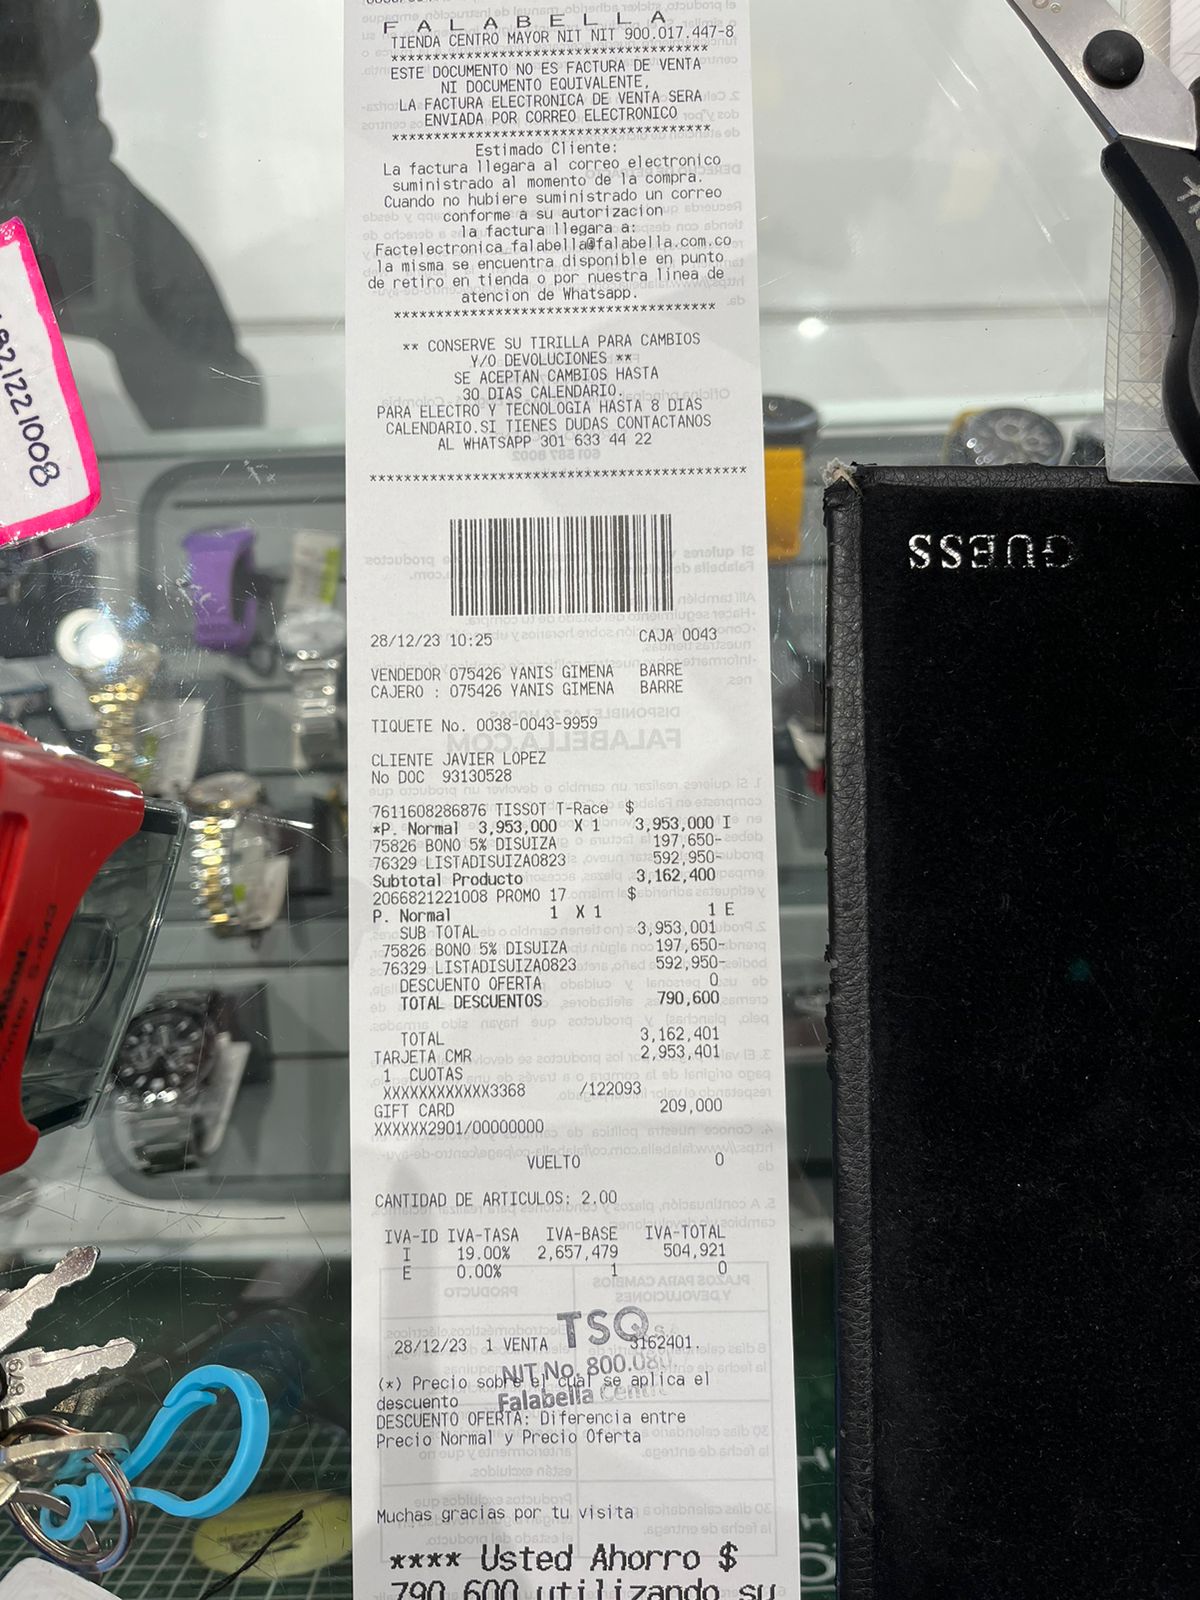 FALABELLA
TIENDA CENTRO MAYOR NIT NIT 900.017.447-8
****************************************
ESTE DOCUMENTO NO ES FACTURA DE VENTA
NI DOCUMENTO EQUIVALENTE,
LA FACTURA ELECTRONICA DE VENTA SERA
ENVIADA POR CORREO ELECTRONICO
****************************************
Estimado Cliente:
La factura llegara al correo electronico
suministrado al momento de la compra.
Cuando no hubiere suministrado un correo
conforme a su autorizacion
la factura llegara a:
Factelectronica_falabella@falabella.com.co
la misma se encuentra disponible en punto
de retiro en tienda o por nuestra linea de
atencion de Whatsapp.
****************************************
** CONSERVE SU TIRILLA PARA CAMBIOS
Y/O DEVOLUCIONES **
SE ACEPTAN CAMBIOS HASTA
30 DIAS CALENDARIO.
PARA ELECTRO Y TECNOLOGIA HASTA 8 DIAS
CALENDARIO.SI TIENES DUDAS CONTACTANOS
AL WHATSAPP 301 633 44 22
***********************************************
28/12/23 10:25 CAJA 0043
VENDEDOR 075426 YANIS GIMENA BARRE
CAJERO : 075426 YANIS GIMENA BARRE
TIQUETE No. 0038-0043-9959
CLIENTE JAVIER LOPEZ
No DOC 93130528
7611608286876 TISSOT T-Race $
*P. Normal 3,953,000 X 1 3,953,000 I
75826 BONO 5% DISUIZA 197,650-
76329 LISTADISUIZA0823 592,950-
Subtotal Producto 3,162,400
2066821221008 PROMO 17 $
P. Normal 1 X 1 1 E
SUB TOTAL 3,953,001
75826 BONO 5% DISUIZA 197,650-
76329 LISTADISUIZA0823 592,950-
DESCUENTO OFERTA 0
TOTAL DESCUENTOS 790,600
TOTAL 3,162,401
TARJETA CMR 2,953,401
1 CUOTAS
XXXXXXXXXXXX3368 /122093
GIFT CARD 209,000
XXXXXX2901/00000000
VUELTO 0
CANTIDAD DE ARTICULOS: 2.00
IVA-ID IVA-TASA IVA-BASE IVA-TOTAL
I 19.00% 2,657,479 504,921
E 0.00% 1 0
TSQ
28/12/23 1 VENTA 3162401.
NIT No. 800.080
(*) Precio sobre el cual se aplica el
descuento
Falabella Centr
DESCUENTO OFERTA: Diferencia entre
Precio Normal y Precio Oferta
Muchas gracias por tu visita
**** Usted Ahorro $
790,600 utilizando su
GUESS
821221008